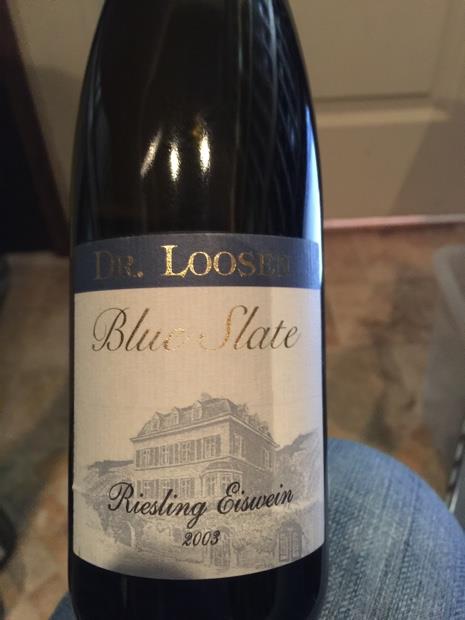 DR. LOOSEN
Blue Slate
Riesling Eiswein
2003